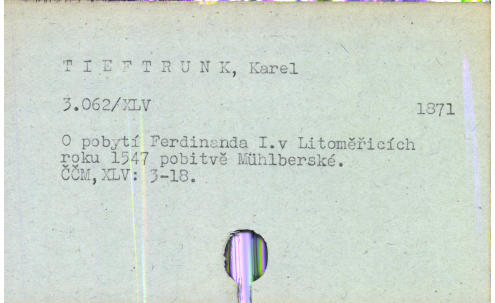 T I E F T R U N K, Karel
3.062/XLV 1871
O pobytí Ferdinanda I.v Litoměřicích
roku 1547 pobitvě Mühlberské.
ČČM,XLV: 3-18.